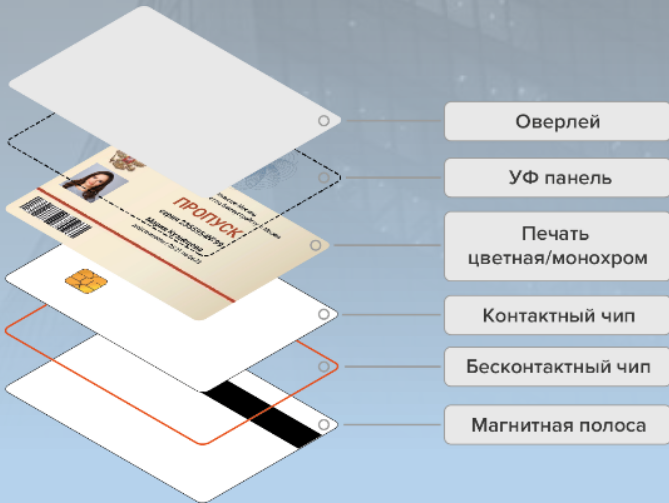 Оверлей
УФ панель
ПРОПУСК
Печать
цветная/монохром
Контактный чип
Бесконтактный чип
Магнитная полоса